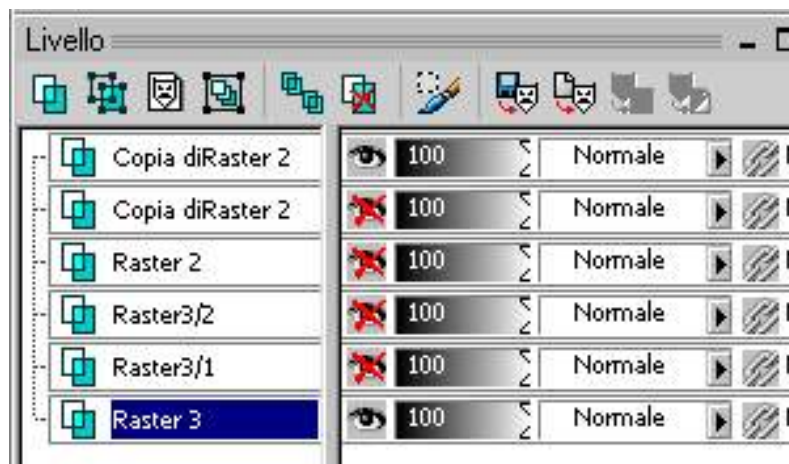 Livello
Copia diRaster 2 100 Normale
Copia diRaster 2 100 Normale
Raster 2 100 Normale
Raster3/2 100 Normale
Raster3/1 100 Normale
Raster 3 100 Normale